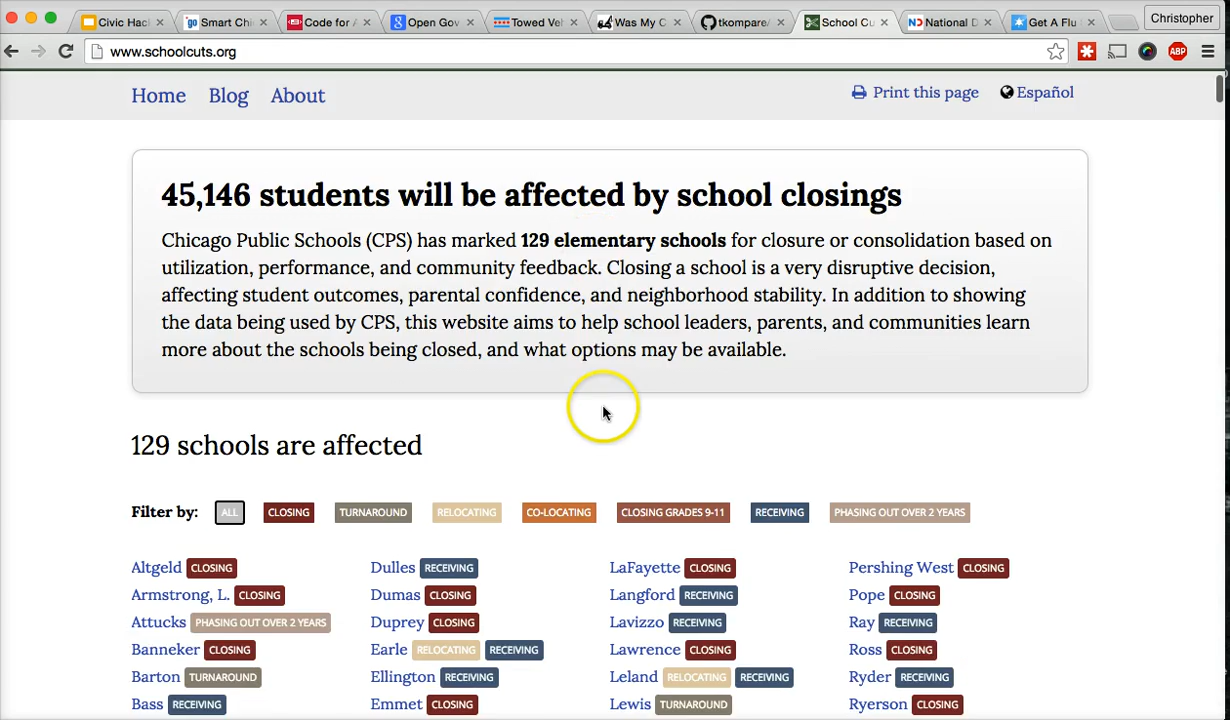 Civic Hac
Smart Chi
Code for A
Open Gov
Towed Veh
Was My C
tkompare/
School Cu
National D
Get A Flu
Christopher
www.schoolcuts.org
ABP
Home Blog About
Print this page Español
45,146 students will be affected by school closings
Chicago Public Schools (CPS) has marked 129 elementary schools for closure or consolidation based on
utilization, performance, and community feedback. Closing a school is a very disruptive decision,
affecting student outcomes, parental confidence, and neighborhood stability. In addition to showing
the data being used by CPS, this website aims to help school leaders, parents, and communities learn
more about the schools being closed, and what options may be available.
129 schools are affected
Filter by: ALL CLOSING TURNAROUND RELOCATING CO-LOCATING CLOSING GRADES 9-11 RECEIVING PHASING OUT OVER 2 YEARS
Altgeld CLOSING
Armstrong, L. CLOSING
Attucks PHASING OUT OVER 2 YEARS
Banneker CLOSING
Barton TURNAROUND
Bass RECEIVING
Dulles RECEIVING
Dumas CLOSING
Duprey CLOSING
Earle RELOCATING RECEIVING
Ellington RECEIVING
Emmet CLOSING
LaFayette CLOSING
Langford RECEIVING
Lavizzo RECEIVING
Lawrence CLOSING
Leland RELOCATING RECEIVING
Lewis TURNAROUND
Pershing West CLOSING
Pope CLOSING
Ray RECEIVING
Ross CLOSING
Ryder RECEIVING
Ryerson CLOSING